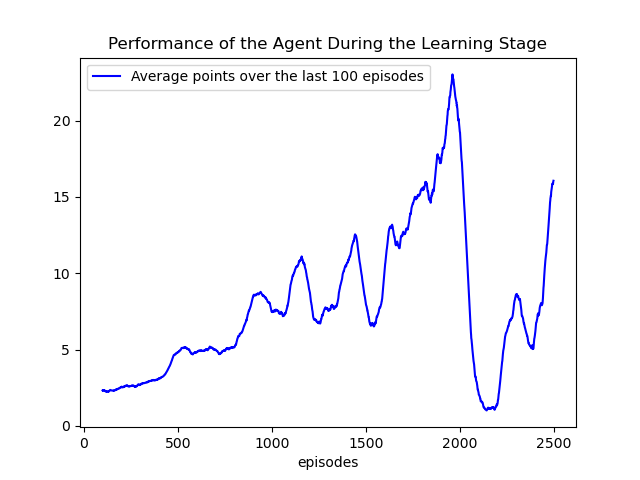 Performance of the Agent During the Learning Stage
Average points over the last 100 episodes
20
15
10
5
0
0 500 1000 1500 2000 2500
episodes